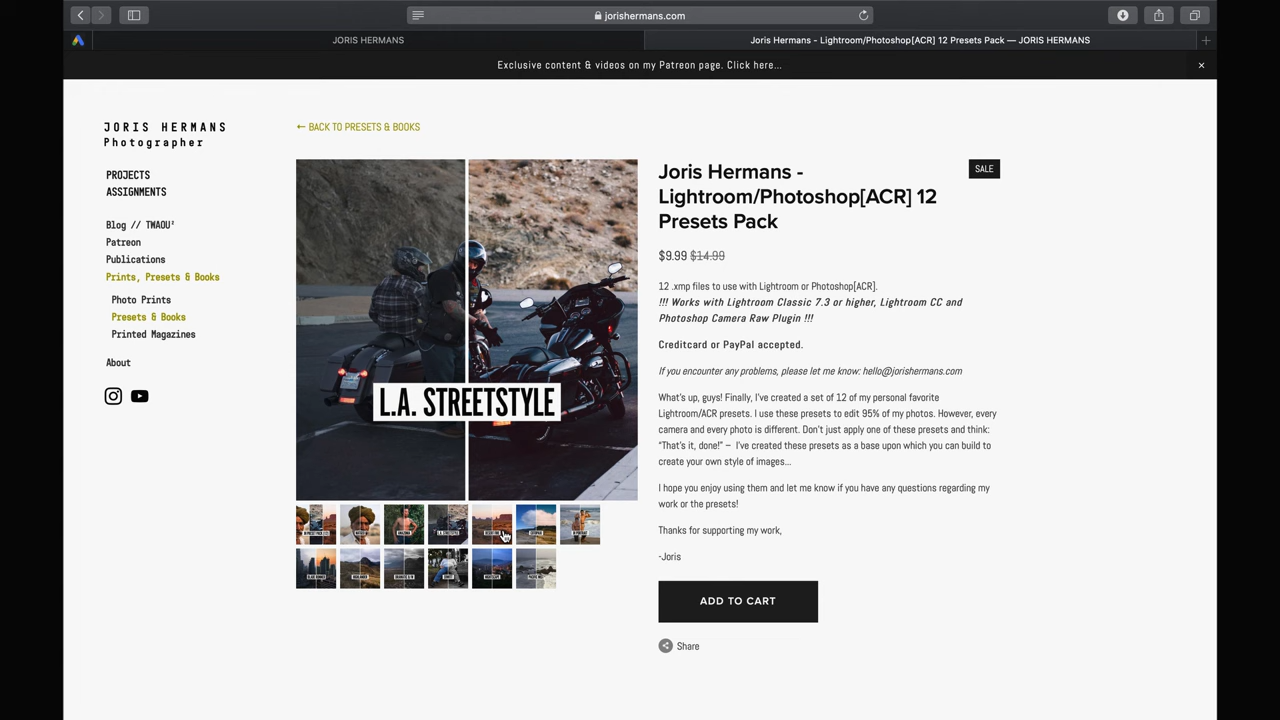 jorishermans.com
JORIS HERMANS
Joris Hermans - Lightroom/Photoshop[ACR] 12 Presets Pack — JORIS HERMANS
Exclusive content & videos on my Patreon page. Click here...
JORIS HERMANS
Photographer
PROJECTS
ASSIGNMENTS
Blog // TWAOU²
Patreon
Publications
Prints, Presets & Books
Photo Prints
Presets & Books
Printed Magazines
About
← BACK TO PRESETS & BOOKS
L.A. STREETSTYLE
Joris Hermans -
Lightroom/Photoshop[ACR] 12
Presets Pack
SALE
$9.99 $14.99
12 .xmp files to use with Lightroom or Photoshop[ACR].
!!! Works with Lightroom Classic 7.3 or higher, Lightroom CC and
Photoshop Camera Raw Plugin !!!
Creditcard or PayPal accepted.
If you encounter any problems, please let me know: hello@jorishermans.com
What's up, guys! Finally, I've created a set of 12 of my personal favorite
Lightroom/ACR presets. I use these presets to edit 95% of my photos. However, every
camera and every photo is different. Don't just apply one of these presets and think:
"That's it, done!" – I've created these presets as a base upon which you can build to
create your own style of images...
I hope you enjoy using them and let me know if you have any questions regarding my
work or the presets!
Thanks for supporting my work,
-Joris
ADD TO CART
Share